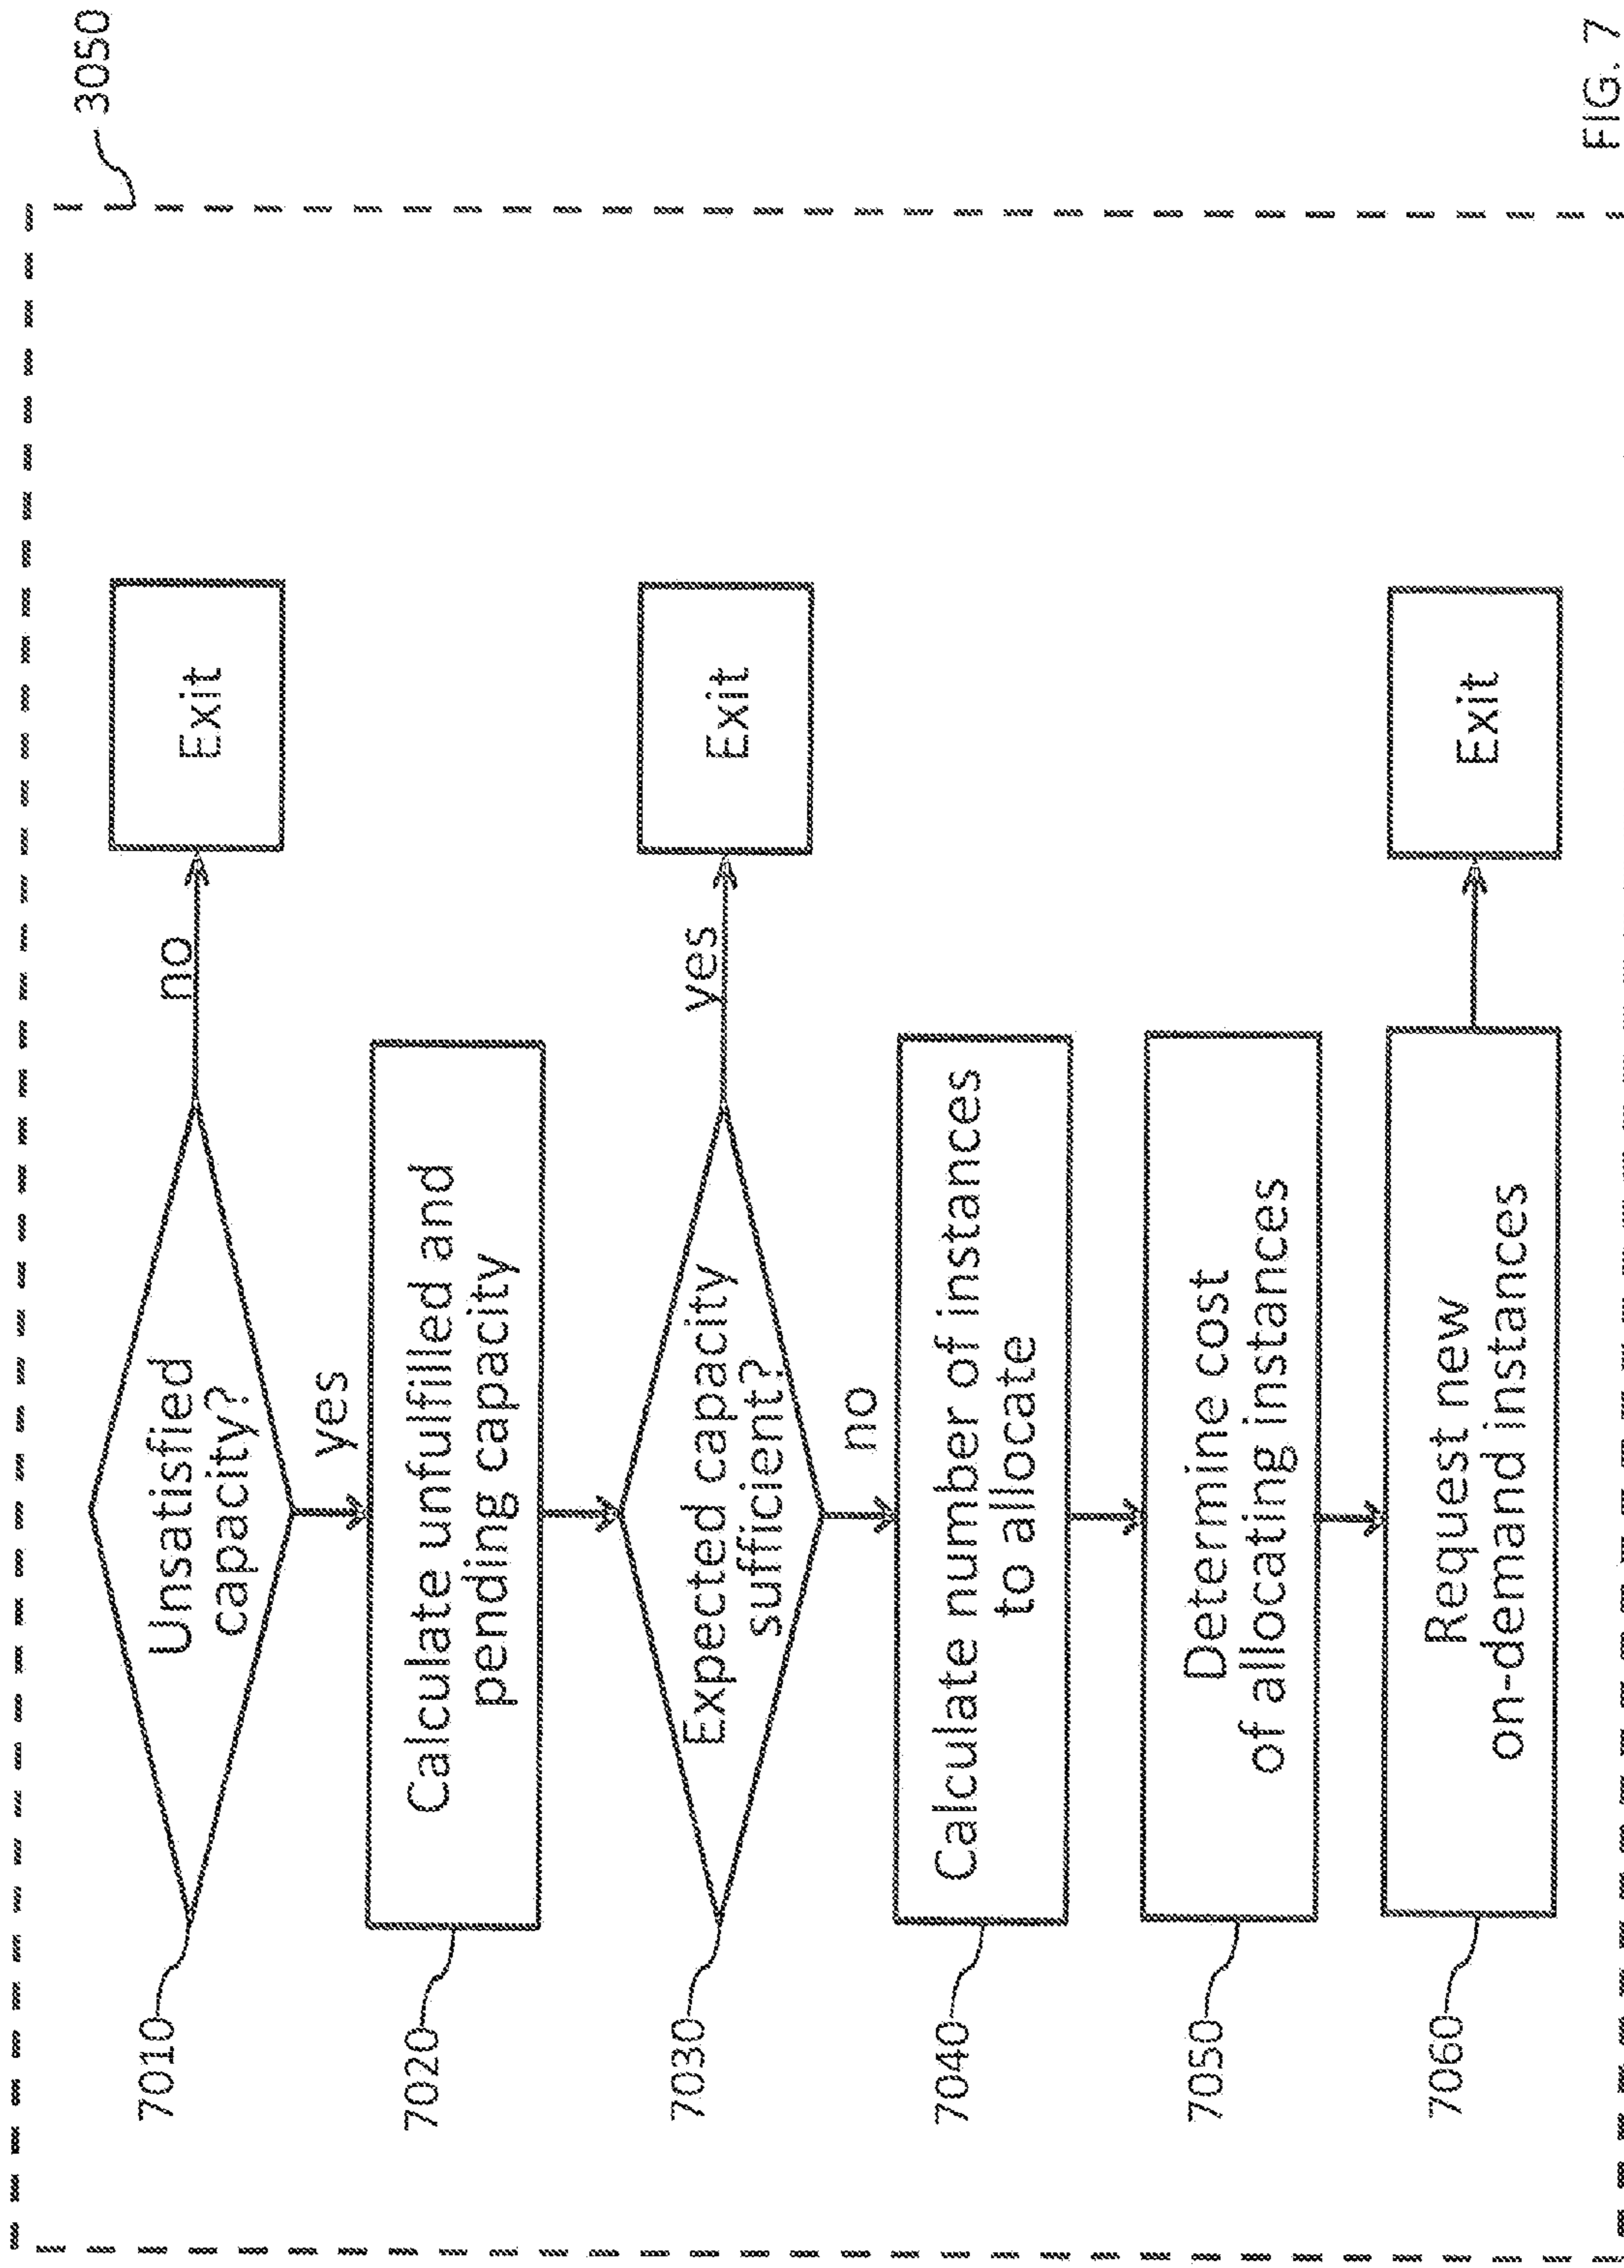 3050
7010
Unsatisfied
capacity?
no
Exit
yes
7020
Calculate unfulfilled and
pending capacity
7030
Expected capacity
sufficient?
yes
Exit
no
7040
Calculate number of instances
to allocate
7050
Determine cost
of allocating instances
7060
Request new
on-demand instances
Exit
FIG. 7